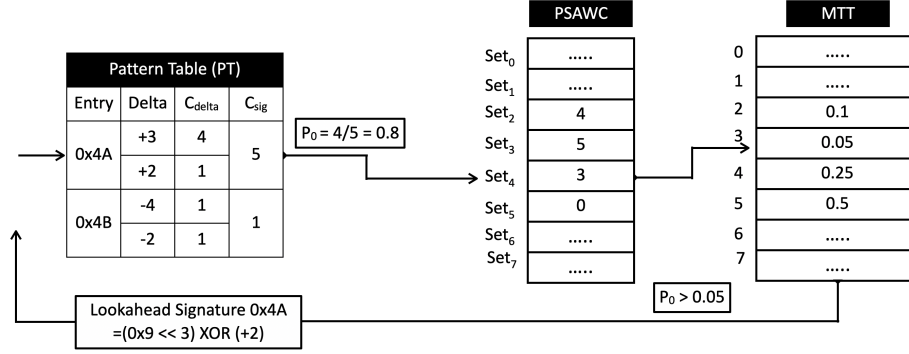 PSAWC
MTT
Pattern Table (PT)
Entry Delta C_delta C_sig
0x4A +3 4 5
+2 1
0x4B -4 1 1
-2 1
P0 = 4/5 = 0.8
Set0 .....
Set1 .....
Set2 4
Set3 5
Set4 3
Set5 0
Set6 .....
Set7 .....
0 .....
1 .....
2 0.1
3 0.05
4 0.25
5 0.5
6 .....
7 .....
P0 > 0.05
Lookahead Signature 0x4A
=(0x9 << 3) XOR (+2)